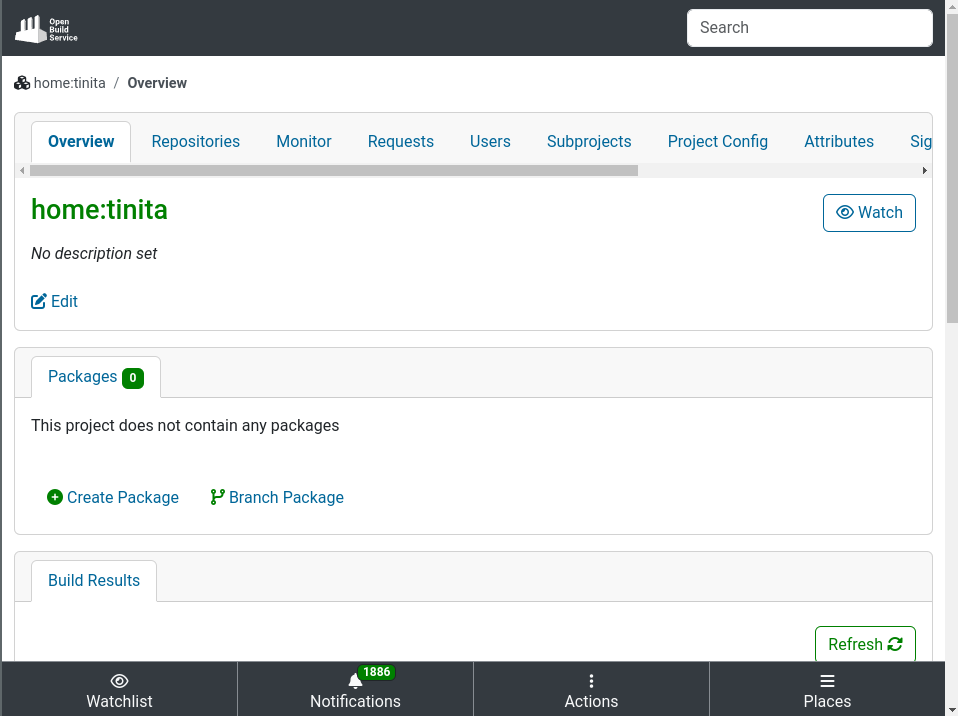 Open
Build
Service
Search
home:tinita / Overview
Overview Repositories Monitor Requests Users Subprojects Project Config Attributes Sig
home:tinita
Watch
No description set
Edit
Packages 0
This project does not contain any packages
Create Package Branch Package
Build Results
Refresh
1886
Watchlist Notifications Actions Places